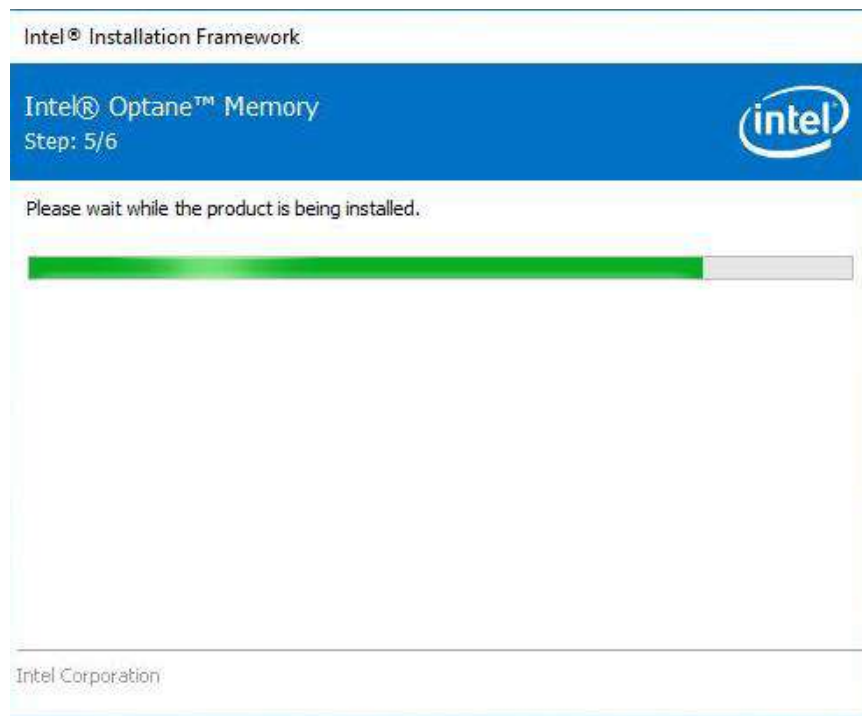 Intel® Installation Framework
Intel® Optane™ Memory
Step: 5/6
intel
Please wait while the product is being installed.
Intel Corporation